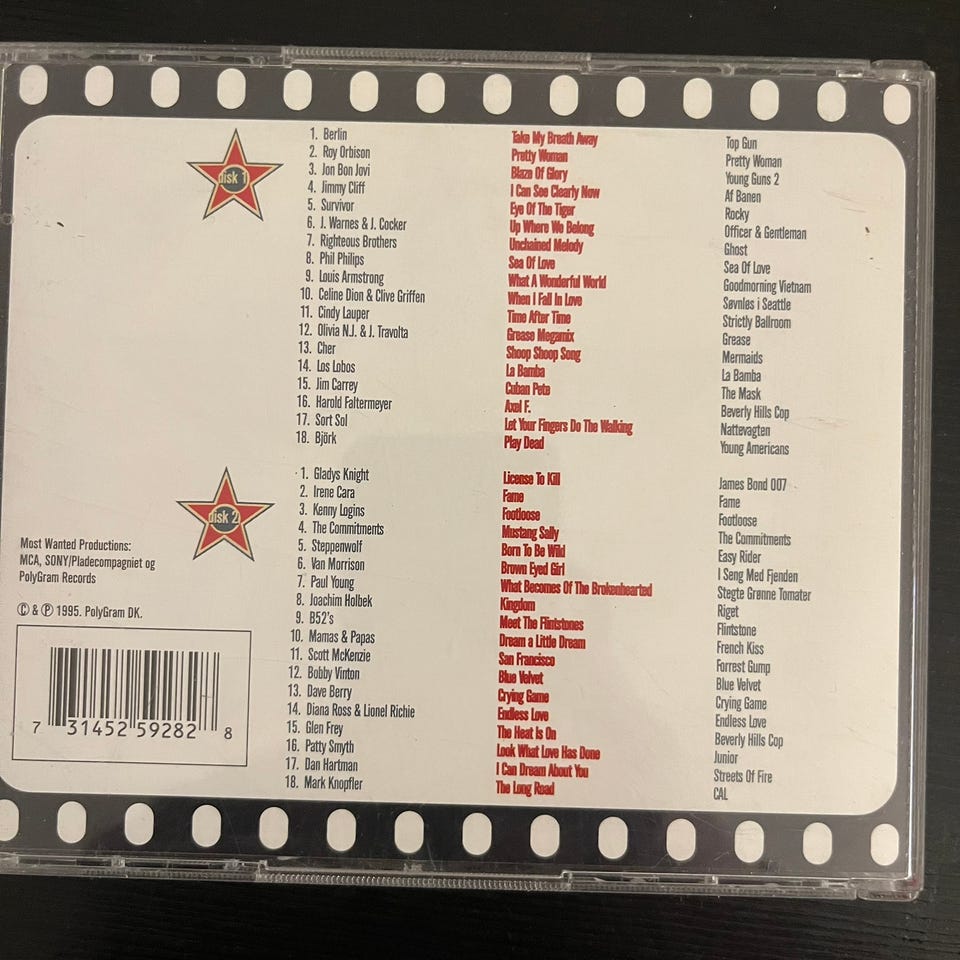 disk 1
1. Berlin Take My Breath Away Top Gun
2. Roy Orbison Pretty Woman Pretty Woman
3. Jon Bon Jovi Blaze Of Glory Young Guns 2
4. Jimmy Cliff I Can See Clearly Now Af Banen
5. Survivor Eye Of The Tiger Rocky
6. J. Warnes & J. Cocker Up Where We Belong Officer & Gentleman
7. Righteous Brothers Unchained Melody Ghost
8. Phil Philips Sea Of Love Sea Of Love
9. Louis Armstrong What A Wonderful World Goodmorning Vietnam
10. Celine Dion & Clive Griffen When I Fall In Love Søvnløs i Seattle
11. Cindy Lauper Time After Time Strictly Ballroom
12. Olivia N.J. & J. Travolta Grease Megamix Grease
13. Cher Shoop Shoop Song Mermaids
14. Los Lobos La Bamba La Bamba
15. Jim Carrey Cuban Pete The Mask
16. Harold Faltermeyer Axel F. Beverly Hills Cop
17. Sort Sol Let Your Fingers Do The Walking Nattevagten
18. Björk Play Dead Young Americans
disk 2
1. Gladys Knight License To Kill James Bond 007
2. Irene Cara Fame Fame
3. Kenny Logins Footloose Footloose
4. The Commitments Mustang Sally The Commitments
5. Steppenwolf Born To Be Wild Easy Rider
6. Van Morrison Brown Eyed Girl I Seng Med Fjenden
7. Paul Young What Becomes Of The Brokenhearted Stegte Grønne Tomater
8. Joachim Holbek Kingdom Riget
9. B52's Meet The Flintstones Flintstone
10. Mamas & Papas Dream a Little Dream French Kiss
11. Scott McKenzie San Francisco Forrest Gump
12. Bobby Vinton Blue Velvet Blue Velvet
13. Dave Berry Crying Game Crying Game
14. Diana Ross & Lionel Richie Endless Love Endless Love
15. Glen Frey The Heat Is On Beverly Hills Cop
16. Patty Smyth Look What Love Has Done Junior
17. Dan Hartman I Can Dream About You Streets Of Fire
18. Mark Knopfler The Long Road CAL
Most Wanted Productions:
MCA, SONY/Pladecompagniet og
PolyGram Records
Ⓒ & Ⓟ 1995. PolyGram DK.
7 31452 59282 8